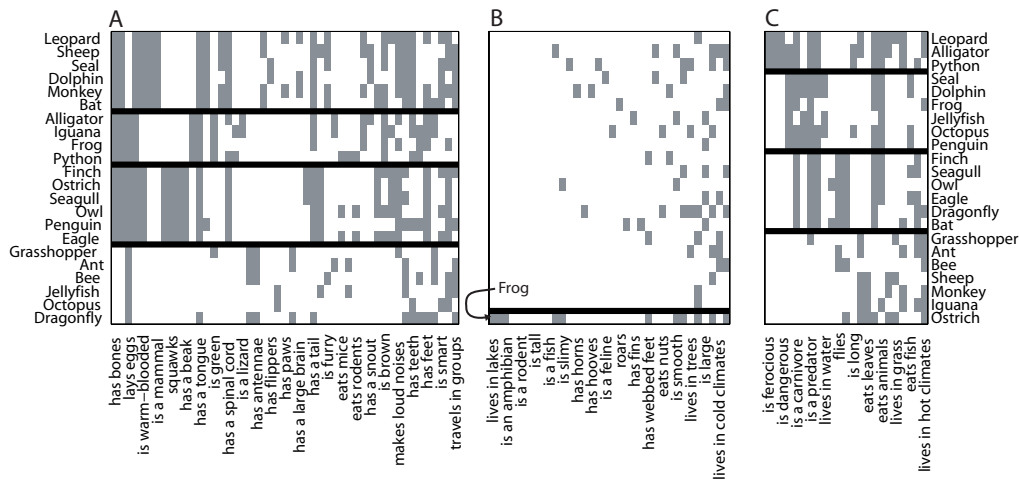 A
B
C
Leopard
Sheep
Seal
Dolphin
Monkey
Bat
Alligator
Iguana
Frog
Python
Finch
Ostrich
Seagull
Owl
Penguin
Eagle
Grasshopper
Ant
Bee
Jellyfish
Octopus
Dragonfly
Frog
Leopard
Alligator
Python
Seal
Dolphin
Frog
Jellyfish
Octopus
Penguin
Finch
Seagull
Owl
Eagle
Dragonfly
Bat
Grasshopper
Ant
Bee
Sheep
Monkey
Iguana
Ostrich
has bones
lays eggs
is warm−blooded
is a mammal
squawks
has a beak
has a tongue
is green
has a spinal cord
is a lizard
has antennae
has flippers
has paws
has a large brain
has a tail
is furry
eats mice
eats rodents
has a snout
is brown
makes loud noises
has teeth
has feet
is smart
travels in groups
lives in lakes
is an amphibian
is a rodent
is tall
is a fish
is slimy
has horns
has hooves
is a feline
roars
has fins
has webbed feet
eats nuts
is smooth
lives in trees
is large
lives in cold climates
is ferocious
is dangerous
is a carnivore
is a predator
lives in water
flies
is long
eats leaves
eats animals
lives in grass
eats fish
lives in hot climates